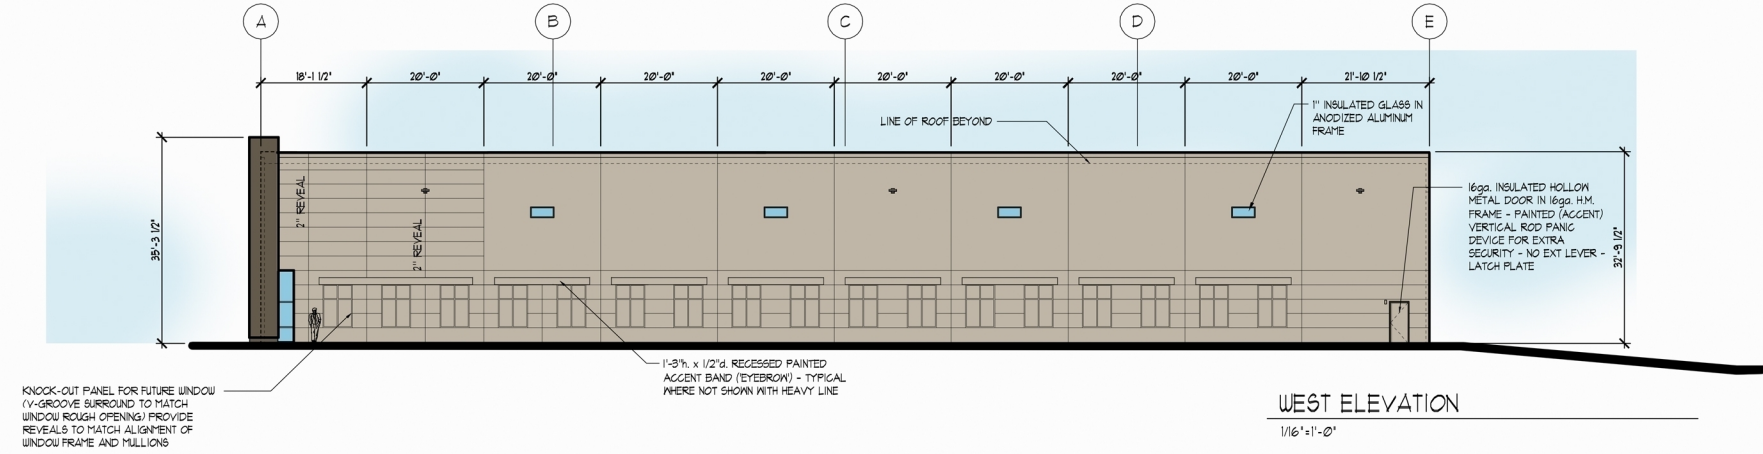 A B C D E
18'-1 1/2" 20'-0" 20'-0" 20'-0" 20'-0" 20'-0" 20'-0" 20'-0" 20'-0" 21'-10 1/2"
1" INSULATED GLASS IN
ANODIZED ALUMINUM
FRAME
LINE OF ROOF BEYOND
2" REVEAL
2" REVEAL
35'-3 1/2"
32'-9 1/2"
16ga. INSULATED HOLLOW
METAL DOOR IN 16ga. H.M.
FRAME - PAINTED (ACCENT)
VERTICAL ROD PANIC
DEVICE FOR EXTRA
SECURITY - NO EXT LEVER -
LATCH PLATE
1'-3"h. x 1/2"d. RECESSED PAINTED
ACCENT BAND ('EYEBROW') - TYPICAL
WHERE NOT SHOWN WITH HEAVY LINE
KNOCK-OUT PANEL FOR FUTURE WINDOW
(V-GROOVE SURROUND TO MATCH
WINDOW ROUGH OPENING) PROVIDE
REVEALS TO MATCH ALIGNMENT OF
WINDOW FRAME AND MULLIONS
WEST ELEVATION
1/16"=1'-0"